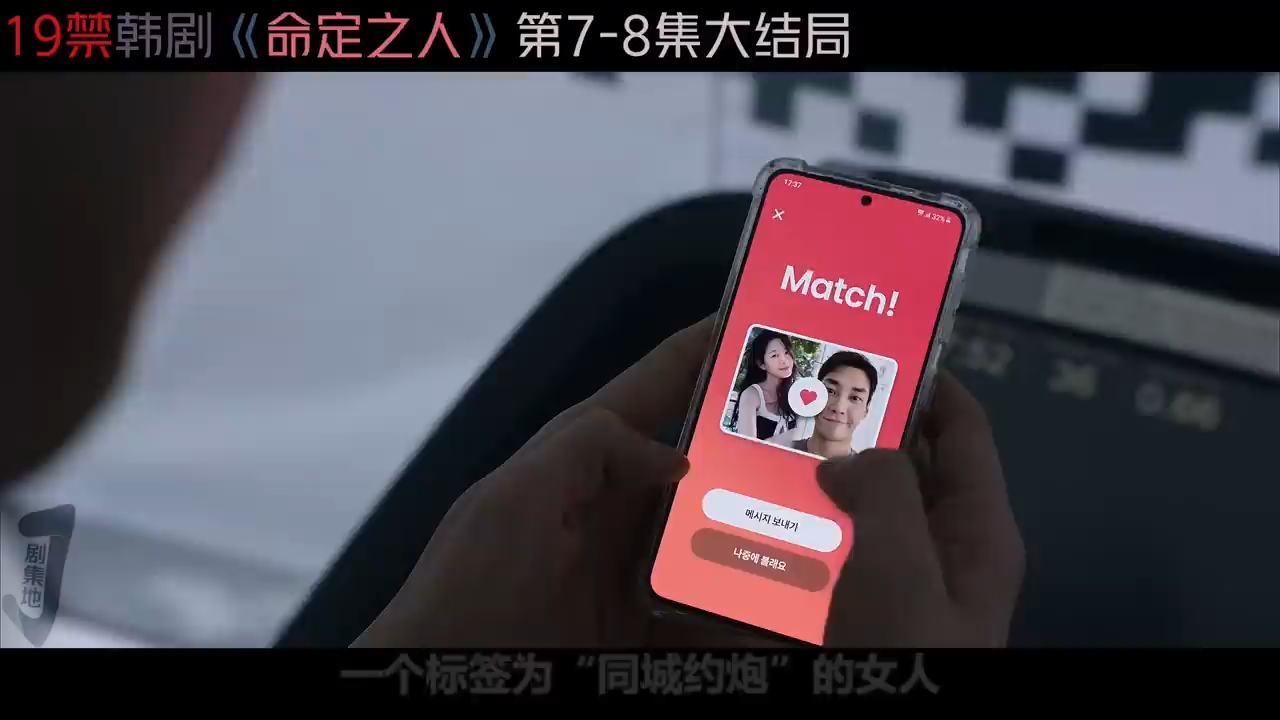 19禁韩剧《命定之人》第7-8集大结局
17:37
32%
Match!
메시지 보내기
나중에 볼래요
剧集地
一个标签为“同城约炮”的女人